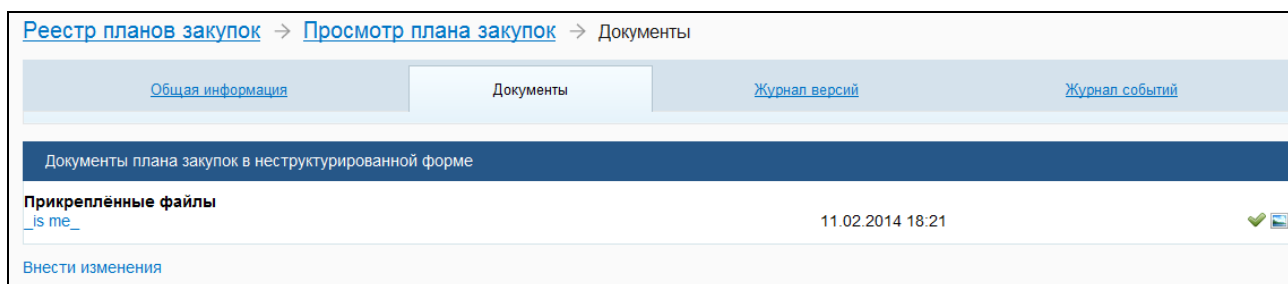 Реестр планов закупок → Просмотр плана закупок → Документы
Общая информация Документы Журнал версий Журнал событий
Документы плана закупок в неструктурированной форме
Прикреплённые файлы
_is me_ 11.02.2014 18:21
Внести изменения